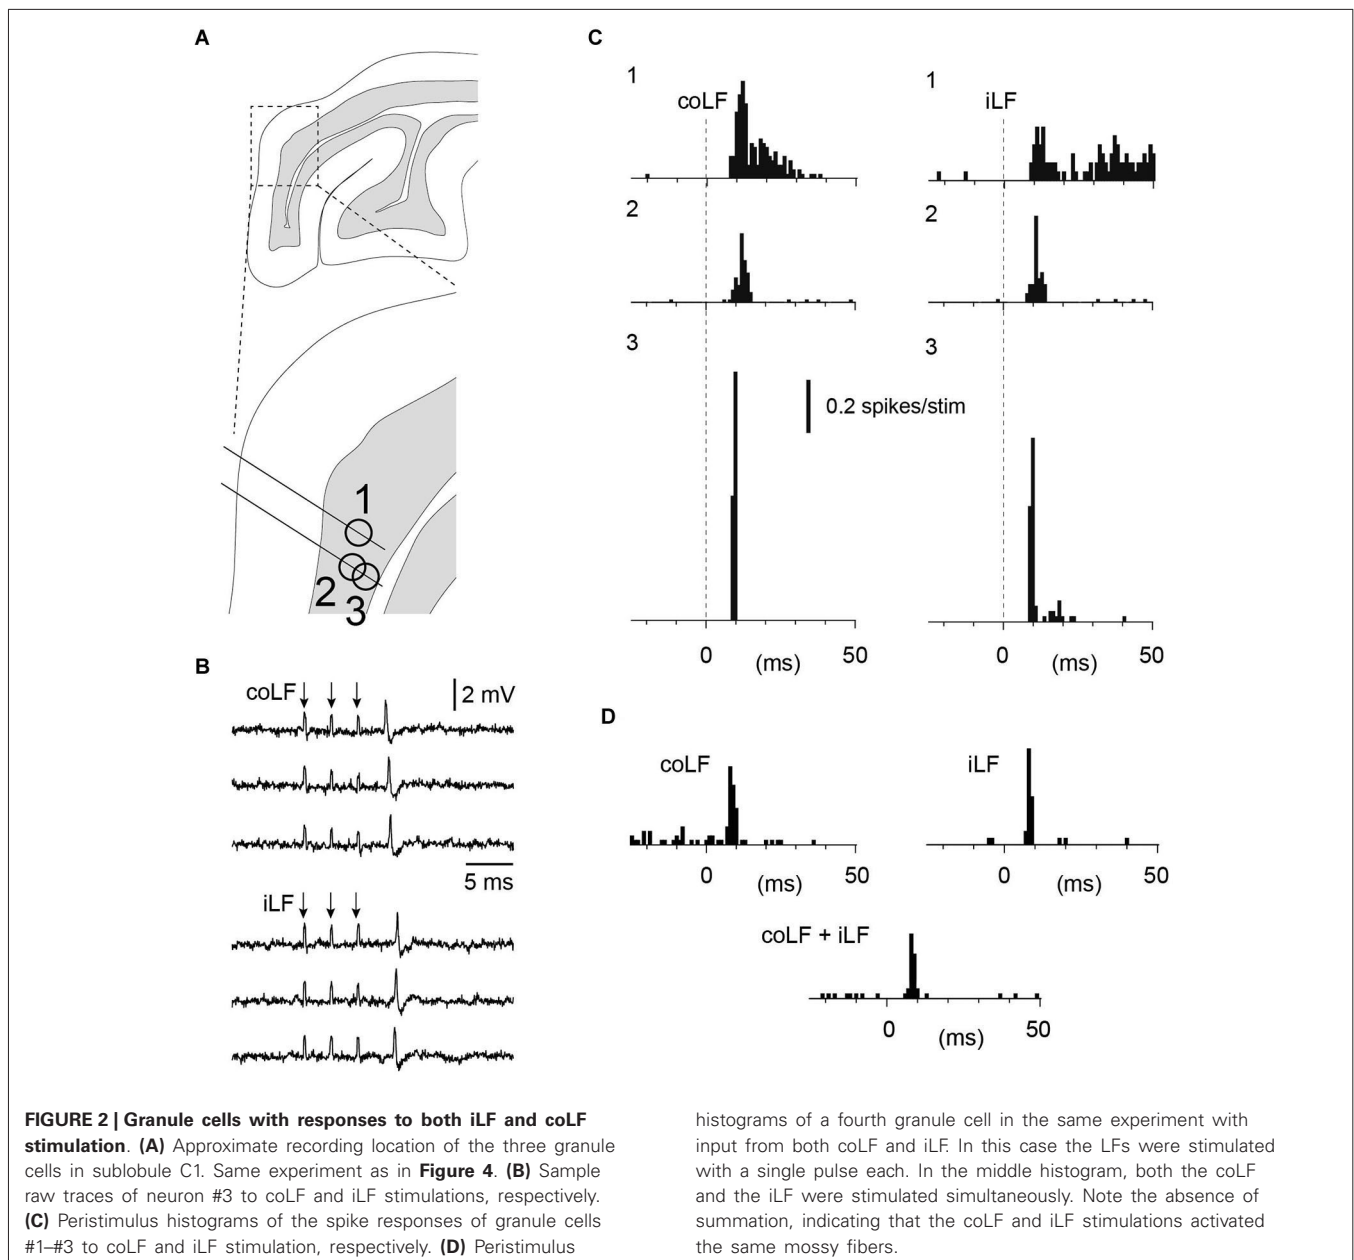 A
1
2
3
B
coLF
2 mV
5 ms
iLF
C
1
coLF
1
iLF
2
2
3
3
0.2 spikes/stim
0
(ms)
50
0
(ms)
50
D
coLF
iLF
0
(ms)
50
0
(ms)
50
coLF + iLF
0
(ms)
50
FIGURE 2 | Granule cells with responses to both iLF and coLF
stimulation. (A) Approximate recording location of the three granule
cells in sublobule C1. Same experiment as in Figure 4. (B) Sample
raw traces of neuron #3 to coLF and iLF stimulations, respectively.
(C) Peristimulus histograms of the spike responses of granule cells
#1–#3 to coLF and iLF stimulation, respectively. (D) Peristimulus
histograms of a fourth granule cell in the same experiment with
input from both coLF and iLF. In this case the LFs were stimulated
with a single pulse each. In the middle histogram, both the coLF
and the iLF were stimulated simultaneously. Note the absence of
summation, indicating that the coLF and iLF stimulations activated
the same mossy fibers.